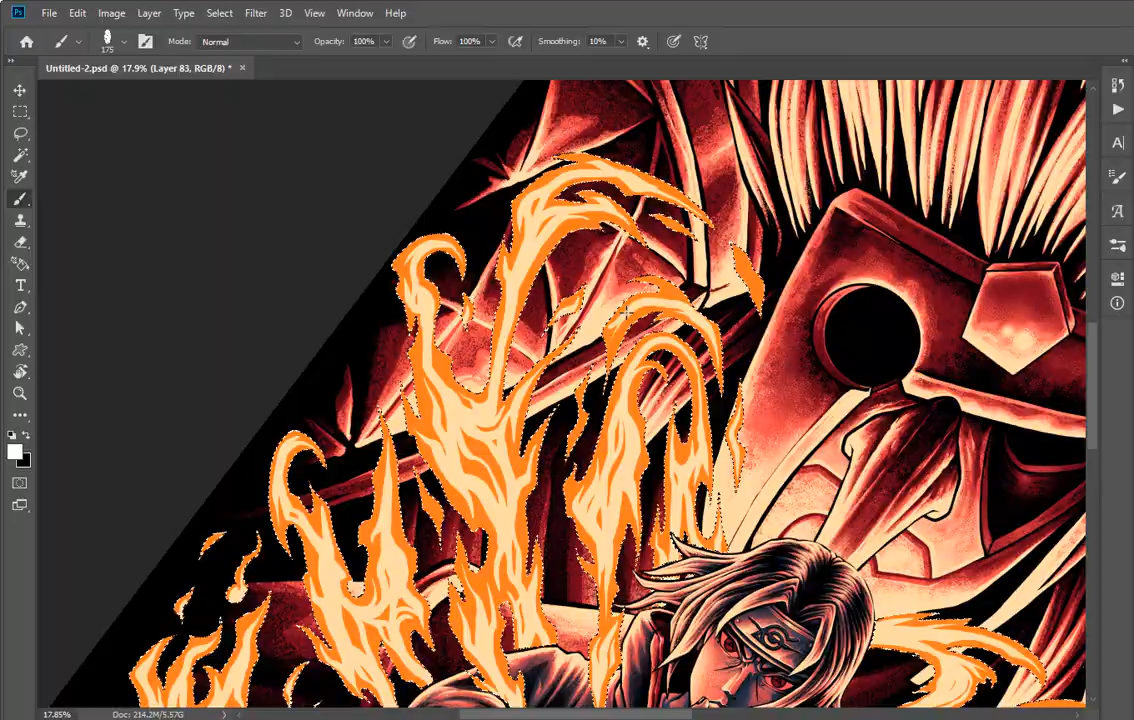 Ps File Edit Image Layer Type Select Filter 3D View Window Help
175 Mode: Normal Opacity: 100% Flow: 100% Smoothing: 10%
Untitled-2.psd @ 17.9% (Layer 83, RGB/8) * ×
17.85% Doc: 214.2M/5.57G